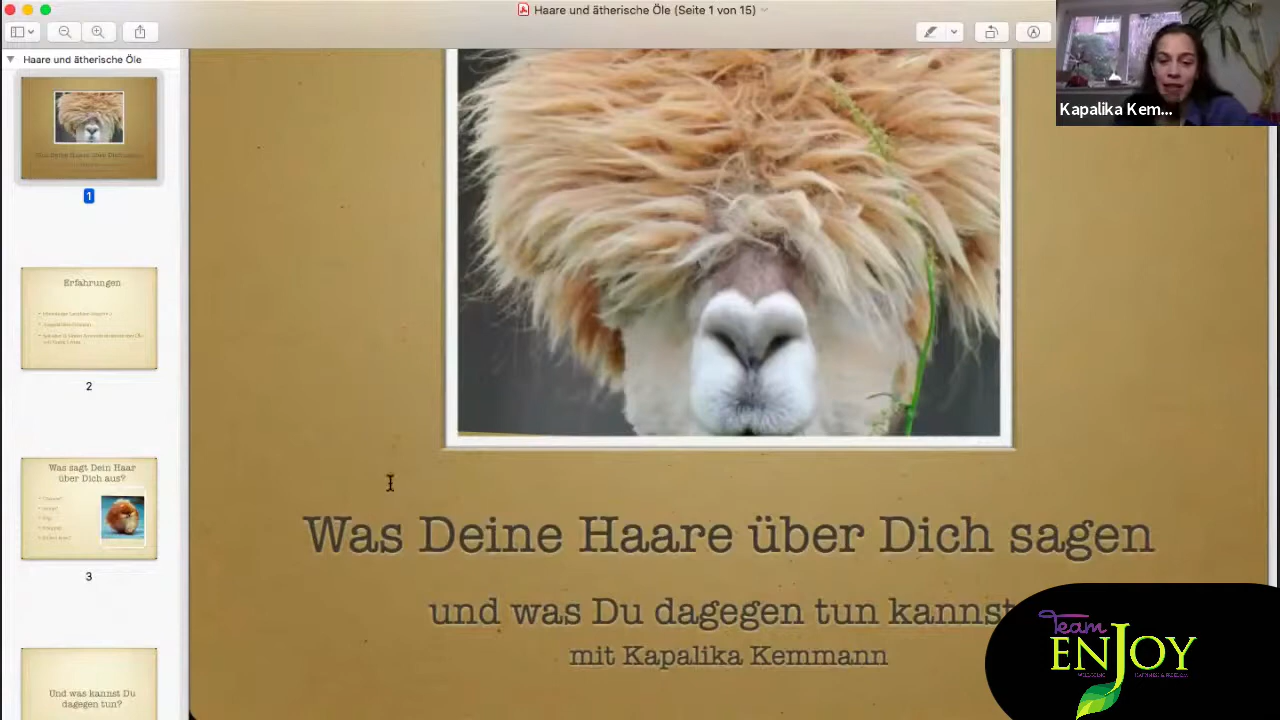 Haare und ätherische Öle (Seite 1 von 15)
Haare und ätherische Öle
1
Erfahrungen
2
Was sagt Dein Haar
über Dich aus?
3
Und was kannst Du
dagegen tun?
Kapalika Kem...
Was Deine Haare über Dich sagen
und was Du dagegen tun kannst
mit Kapalika Kemmann
Team
ENJOY